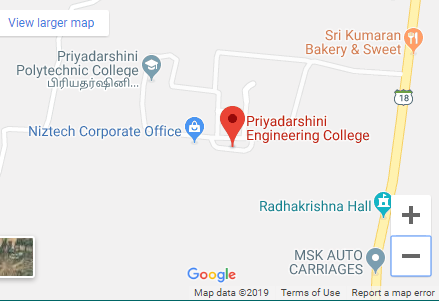 View larger map
Sri Kumaran
Bakery & Sweet
Priyadarshini
Polytechnic College
பிரியதர்ஷினி...
18
Priyadarshini
Engineering College
Niztech Corporate Office
Radhakrishna Hall
+
MSK AUTO
CARRIAGES
−
Google
Map data ©2019 Terms of Use Report a map error